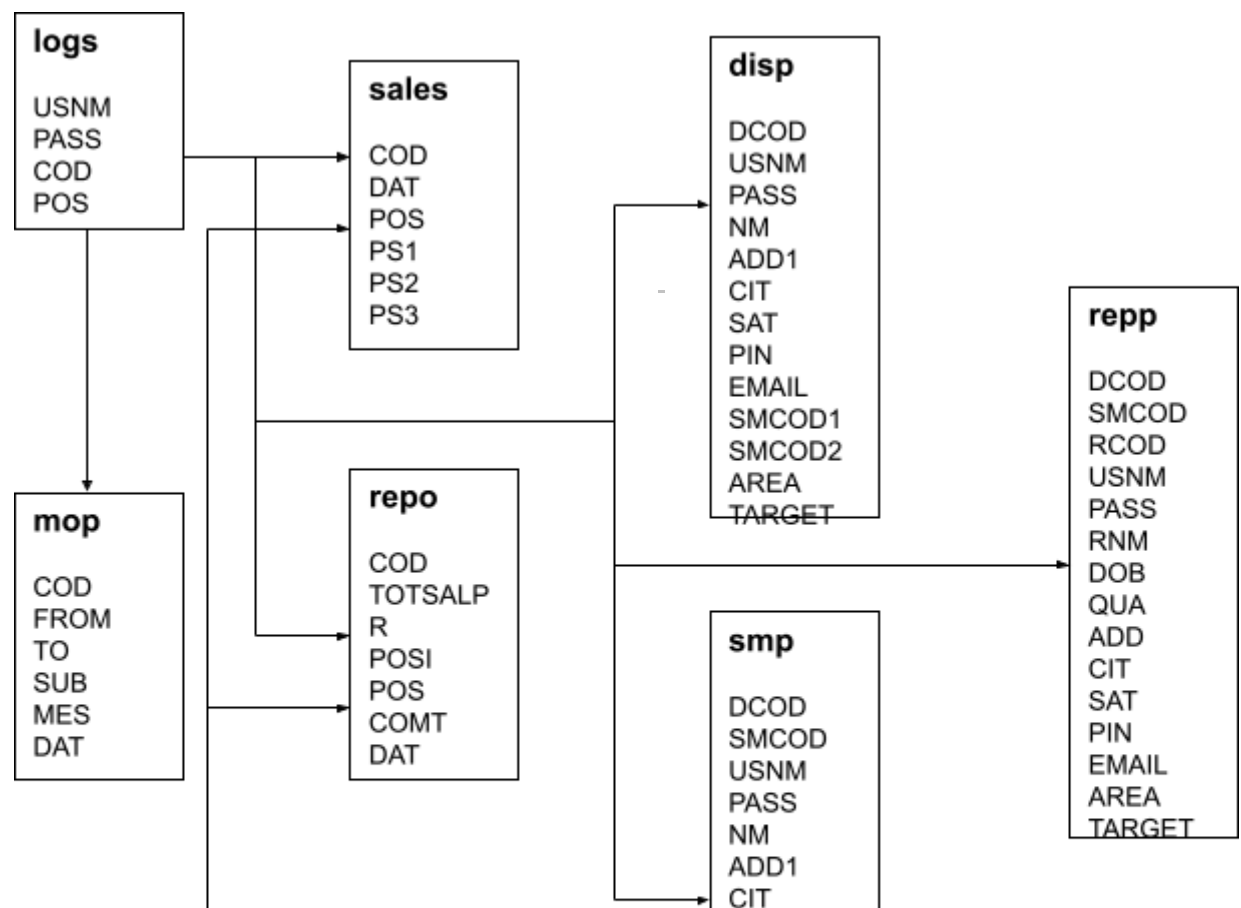 logs
USNM
PASS
COD
POS
sales
COD
DAT
POS
PS1
PS2
PS3
disp
DCOD
USNM
PASS
NM
ADD1
CIT
SAT
PIN
EMAIL
SMCOD1
SMCOD2
AREA
TARGET
repp
DCOD
SMCOD
RCOD
USNM
PASS
RNM
DOB
QUA
ADD
CIT
SAT
PIN
EMAIL
AREA
TARGET
mop
COD
FROM
TO
SUB
MES
DAT
repo
COD
TOTSALP
R
POSI
POS
COMT
DAT
smp
DCOD
SMCOD
USNM
PASS
NM
ADD1
CIT